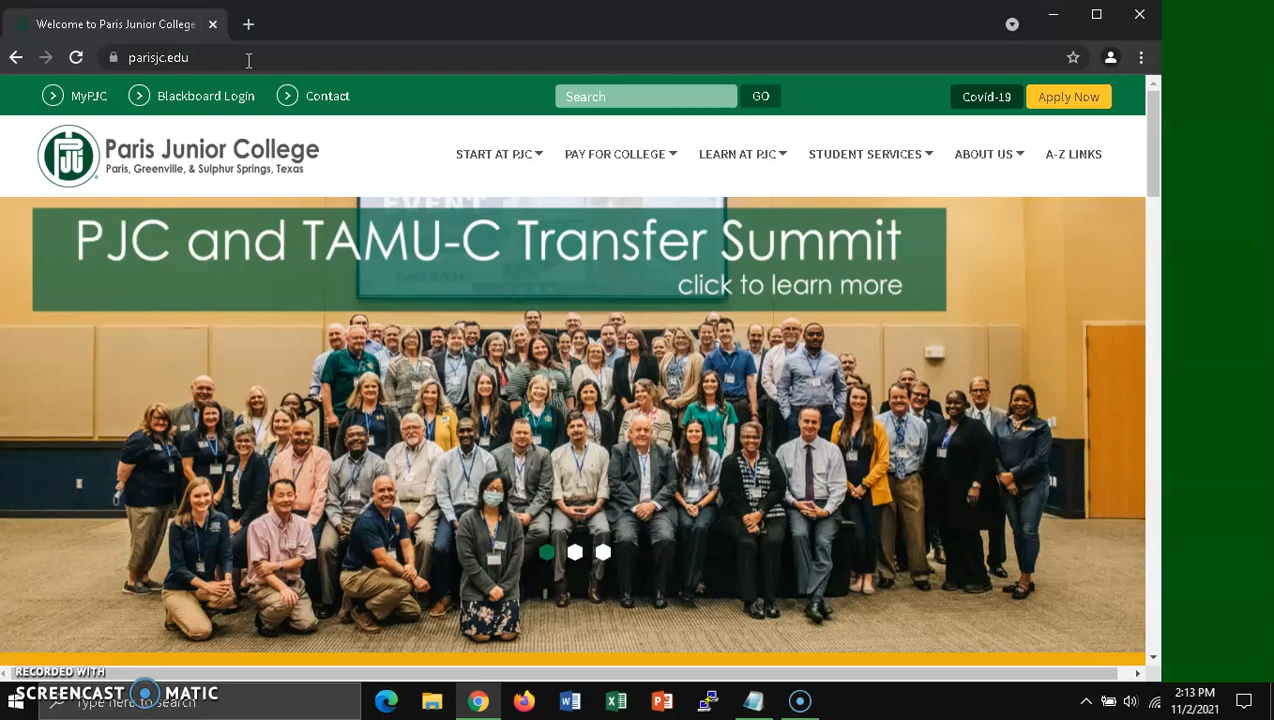 Welcome to Paris Junior College
parisjc.edu
MyPJC Blackboard Login Contact Search GO Covid-19 Apply Now
PJC
Paris Junior College
Paris, Greenville, & Sulphur Springs, Texas
START AT PJC PAY FOR COLLEGE LEARN AT PJC STUDENT SERVICES ABOUT US A-Z LINKS
EVENT
PJC and TAMU-C Transfer Summit
click to learn more
RECORDED WITH
SCREENCAST MATIC
Type here to search
2:13 PM
11/2/2021